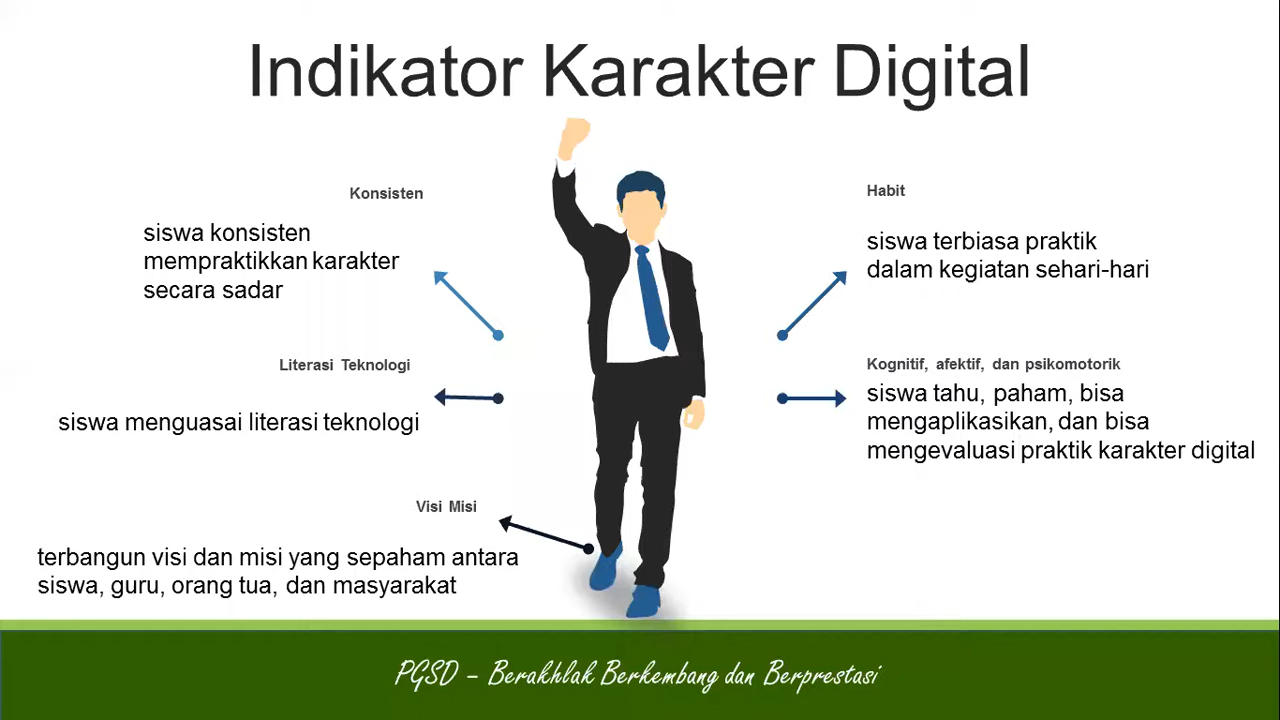 Indikator Karakter Digital
Konsisten
siswa konsisten
mempraktikkan karakter
secara sadar
Literasi Teknologi
siswa menguasai literasi teknologi
Visi Misi
terbangun visi dan misi yang sepaham antara
siswa, guru, orang tua, dan masyarakat
Habit
siswa terbiasa praktik
dalam kegiatan sehari-hari
Kognitif, afektif, dan psikomotorik
siswa tahu, paham, bisa
mengaplikasikan, dan bisa
mengevaluasi praktik karakter digital
PGSD – Berakhlak Berkembang dan Berprestasi